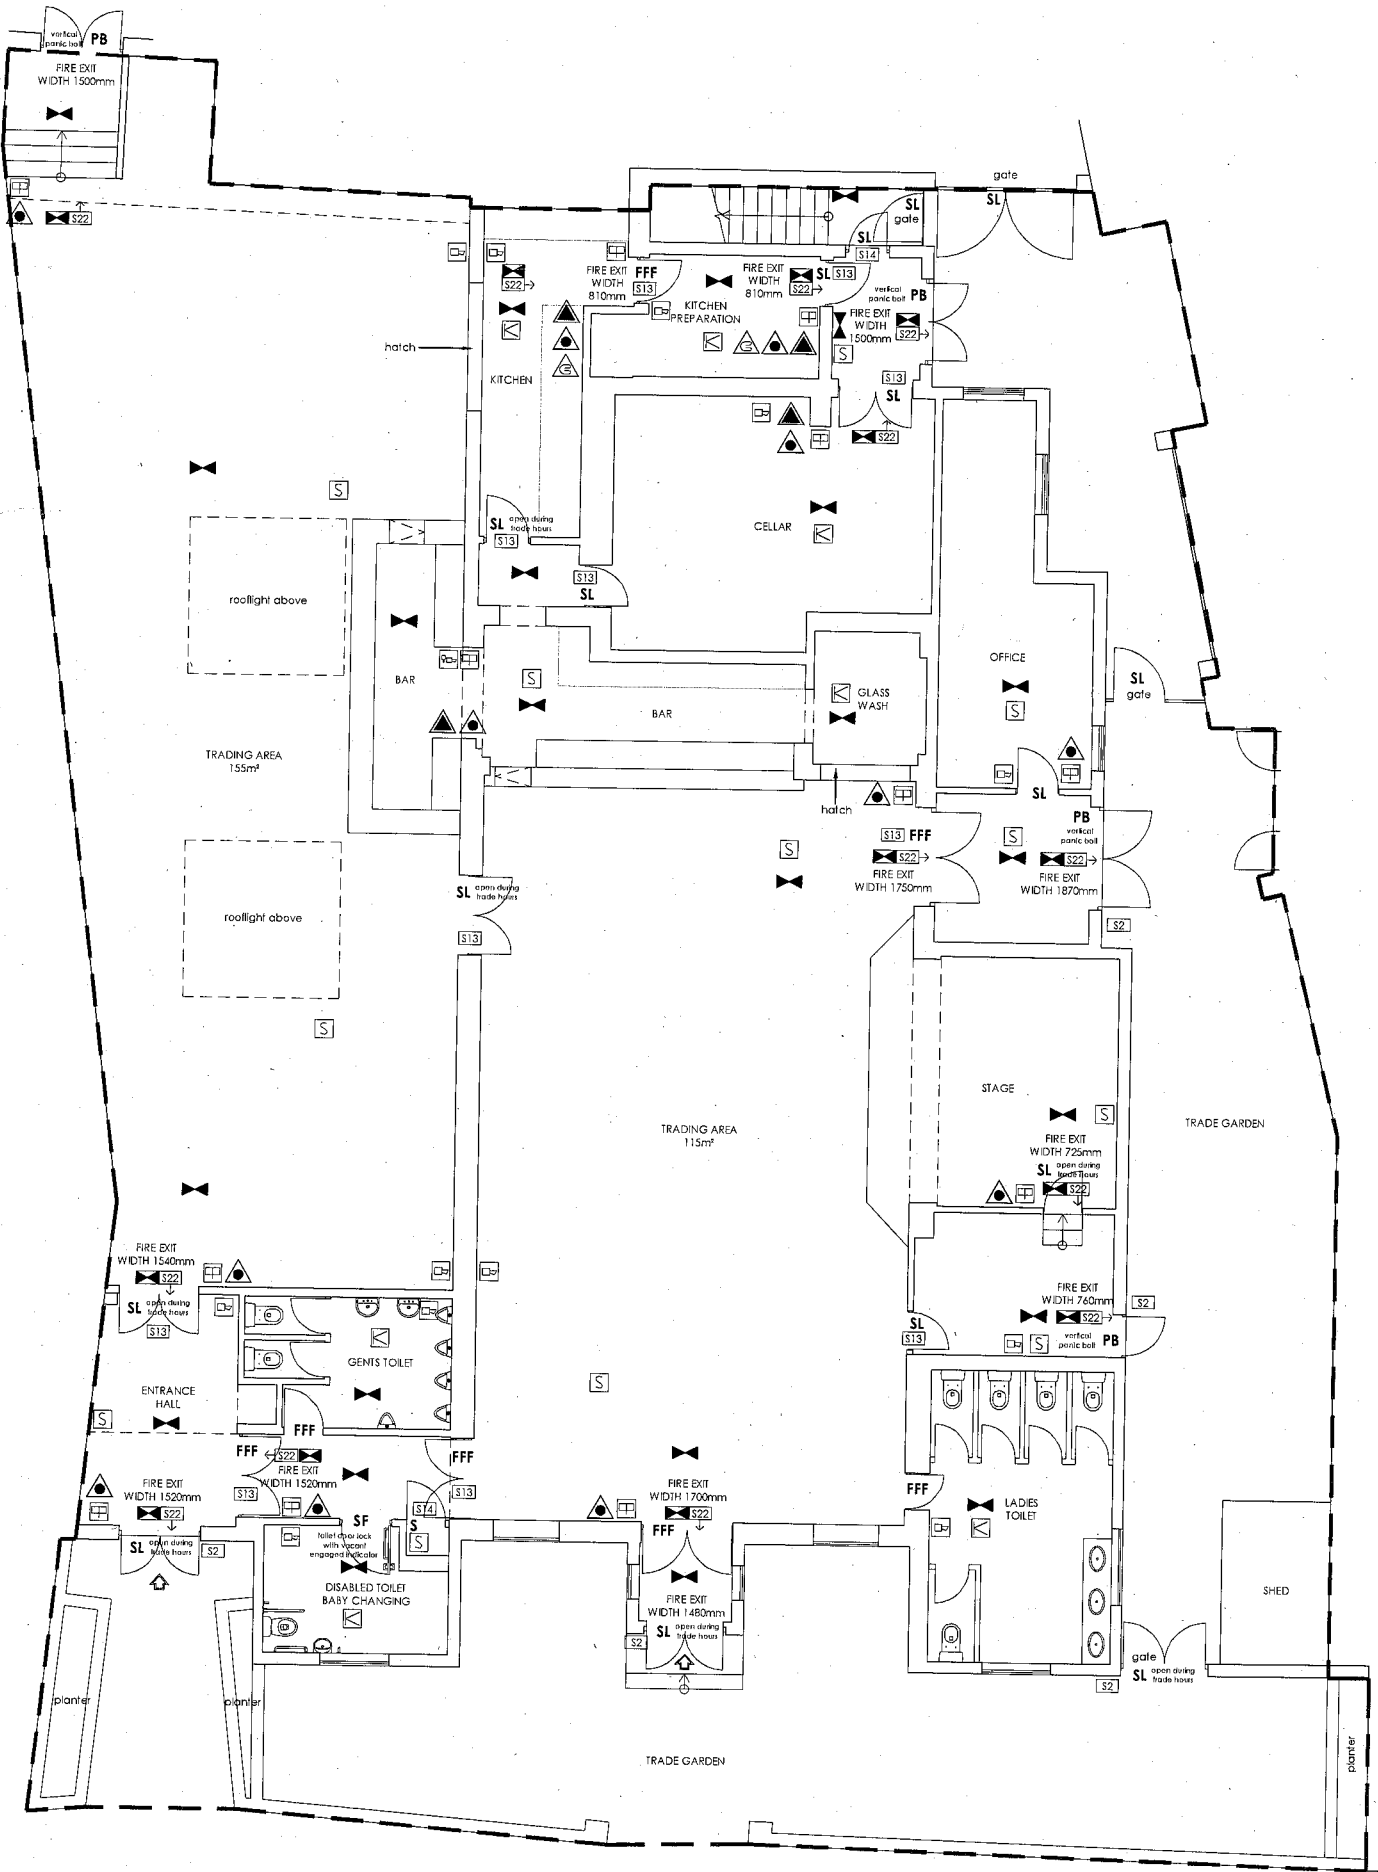 vertical
panic bolt
PB
FIRE EXIT
WIDTH 1500mm
S22
gate
SL
SL
gate
SL
S14
FIRE EXIT
WIDTH
810mm
FFF
S13
S22
KITCHEN
PREPARATION
FIRE EXIT
WIDTH
810mm
SL
S13
S22
vertical
panic bolt
PB
FIRE EXIT
WIDTH
1500mm
S22
S
hatch
KITCHEN
K
K
S13
SL
S22
S
CELLAR
K
SL
open during
trade hours
S13
S13
SL
rooflight above
BAR
S
BAR
K
GLASS
WASH
OFFICE
S
SL
gate
TRADING AREA
155m²
hatch
SL
S13
FFF
S22
FIRE EXIT
WIDTH 1750mm
S
S
PB
vertical
panic bolt
S22
FIRE EXIT
WIDTH 1870mm
S2
SL
open during
trade hours
S13
rooflight above
S
STAGE
S
TRADING AREA
115m²
TRADE GARDEN
FIRE EXIT
WIDTH 725mm
SL
open during
trade hours
S22
FIRE EXIT
WIDTH 1540mm
S22
SL
open during
trade hours
S13
K
GENTS TOILET
FIRE EXIT
WIDTH 760mm
S2
S22
vertical
panic bolt
PB
S
SL
S13
S
ENTRANCE
HALL
S
FFF
FFF
S22
FIRE EXIT
WIDTH 1520mm
S13
FFF
S13
FIRE EXIT
WIDTH 1520mm
S22
SL
open during
trade hours
S2
SF
toilet door lock
with vacant
engaged indicator
S14
S
S
DISABLED TOILET
BABY CHANGING
K
FIRE EXIT
WIDTH 1700mm
S22
FFF
FIRE EXIT
WIDTH 1480mm
SL
open during
trade hours
S2
FFF
LADIES
TOILET
K
SHED
gate
SL
open during
trade hours
S2
planter
planter
planter
TRADE GARDEN